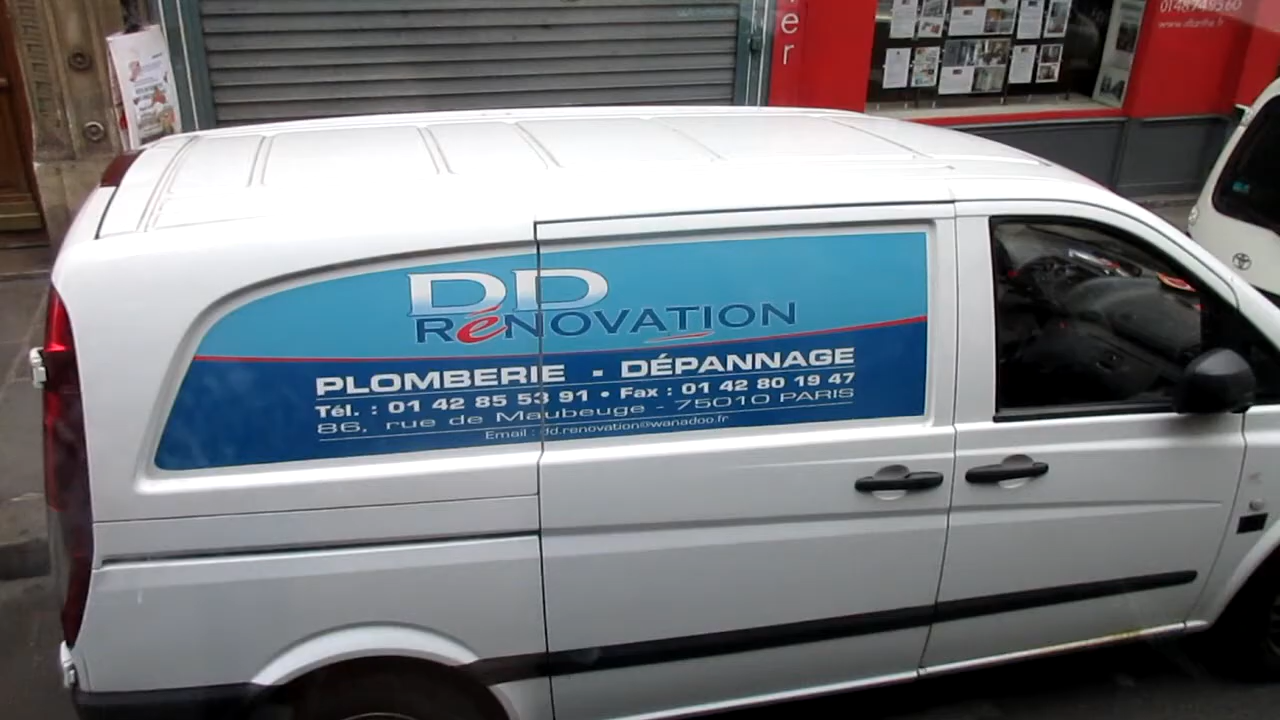 er
DD
RéNOVATION
PLOMBERIE - DÉPANNAGE
Tél. : 01 42 85 53 91 • Fax : 01 42 80 19 47
86, rue de Maubeuge - 75010 PARIS
Email : dd.renovation@wanadoo.fr